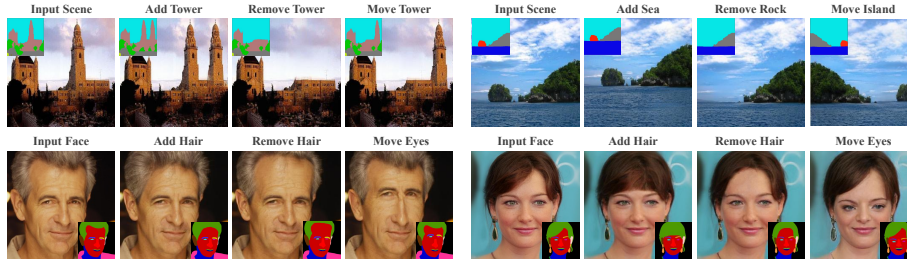 Input Scene Add Tower Remove Tower Move Tower Input Scene Add Sea Remove Rock Move Island
Input Face Add Hair Remove Hair Move Eyes Input Face Add Hair Remove Hair Move Eyes